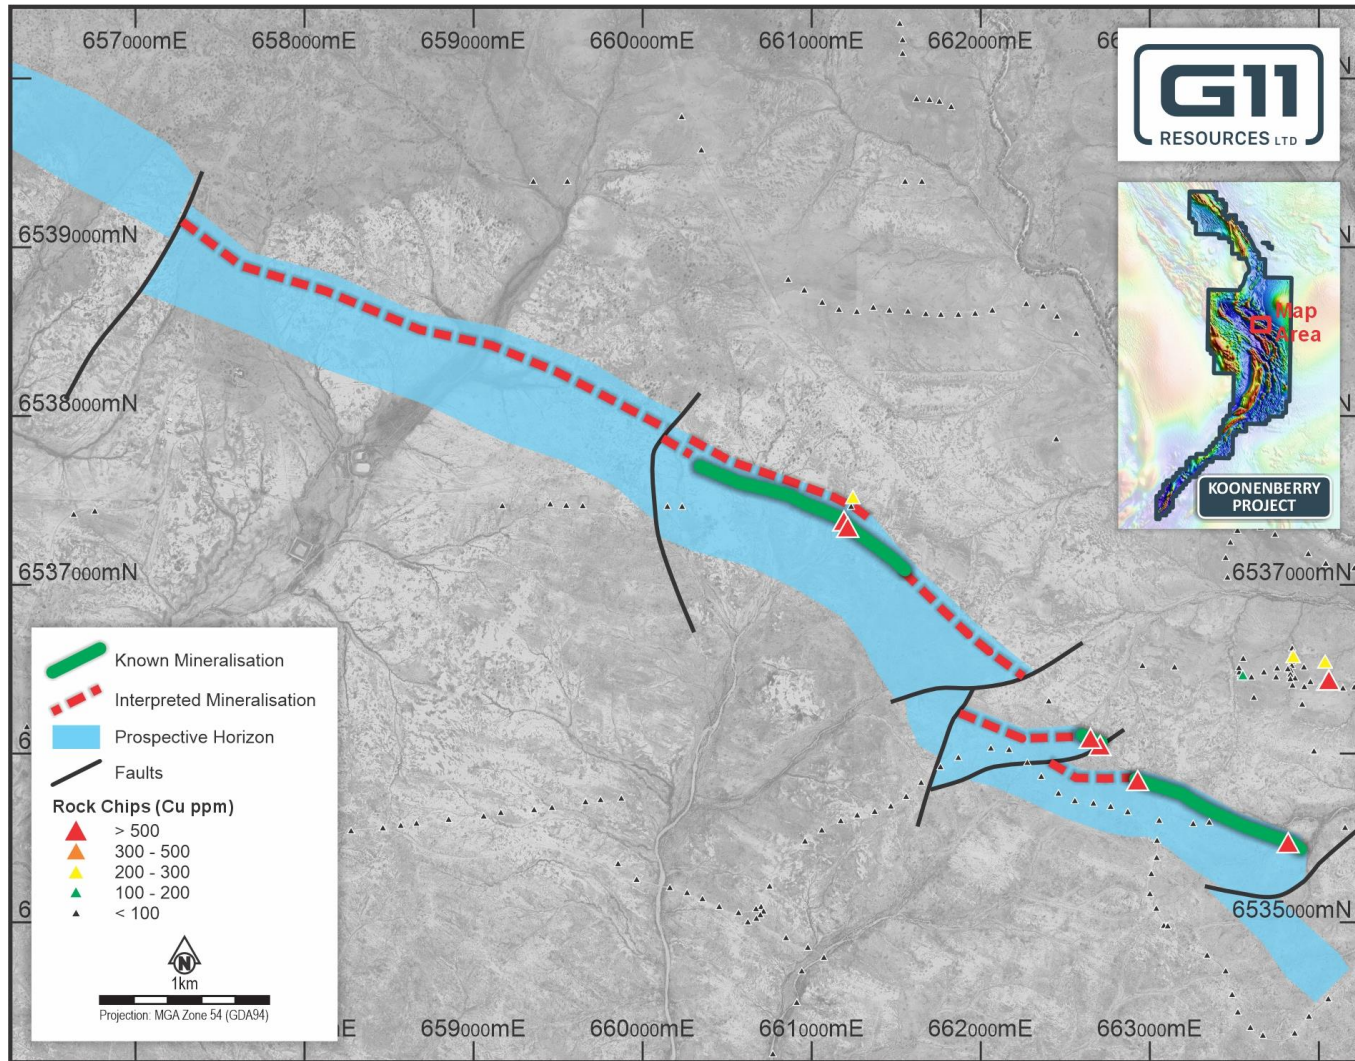 657000mE 658000mE 659000mE 660000mE 661000mE 662000mE
G11
RESOURCES LTD
6539000mN
Map
Area
6538000mN
KOONENBERRY
PROJECT
6537000mN
6537000mN
Known Mineralisation
Interpreted Mineralisation
Prospective Horizon
Faults
Rock Chips (Cu ppm)
> 500
300 - 500
200 - 300
100 - 200
< 100
6535000mN
N
1km
Projection: MGA Zone 54 (GDA94)
659000mE 660000mE 661000mE 662000mE 663000mE